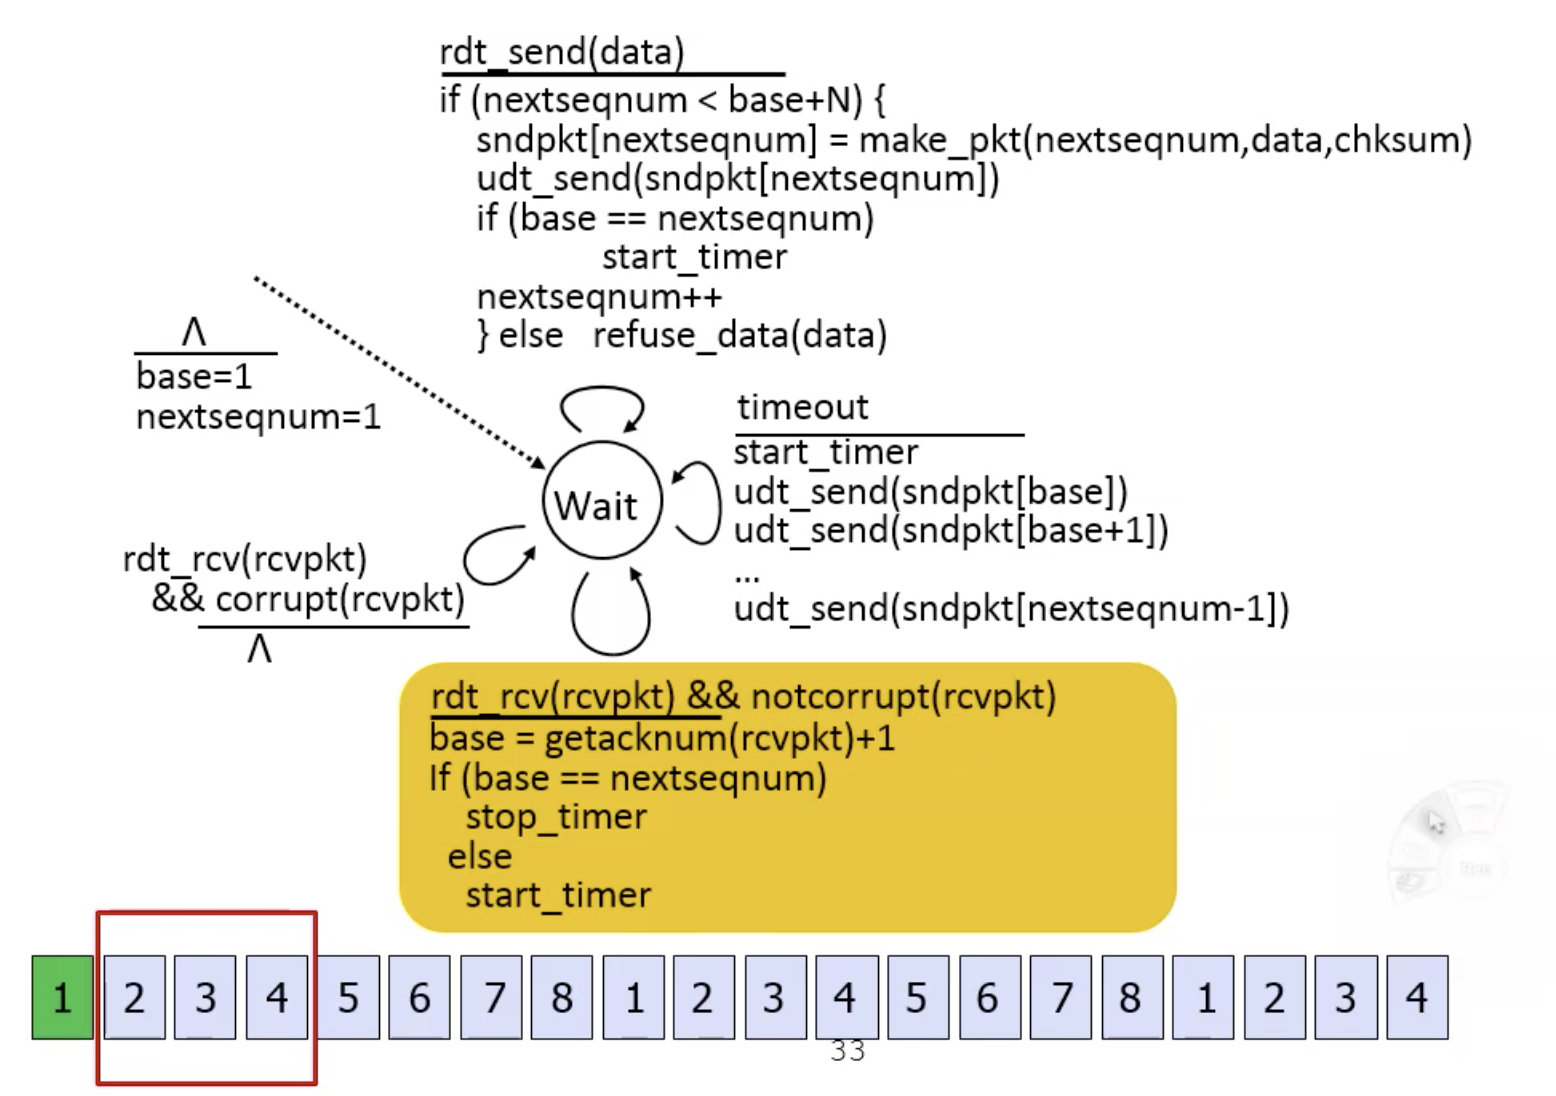 rdt_send(data)
if (nextseqnum < base+N) {
sndpkt[nextseqnum] = make_pkt(nextseqnum,data,chksum)
udt_send(sndpkt[nextseqnum])
if (base == nextseqnum)
start_timer
nextseqnum++
} else refuse_data(data)
Λ
base=1
nextseqnum=1
timeout
start_timer
udt_send(sndpkt[base])
udt_send(sndpkt[base+1])
...
udt_send(sndpkt[nextseqnum-1])
Wait
rdt_rcv(rcvpkt)
&& corrupt(rcvpkt)
Λ
rdt_rcv(rcvpkt) && notcorrupt(rcvpkt)
base = getacknum(rcvpkt)+1
If (base == nextseqnum)
stop_timer
else
start_timer
1 2 3 4 5 6 7 8 1 2 3 4 5 6 7 8 1 2 3 4
33